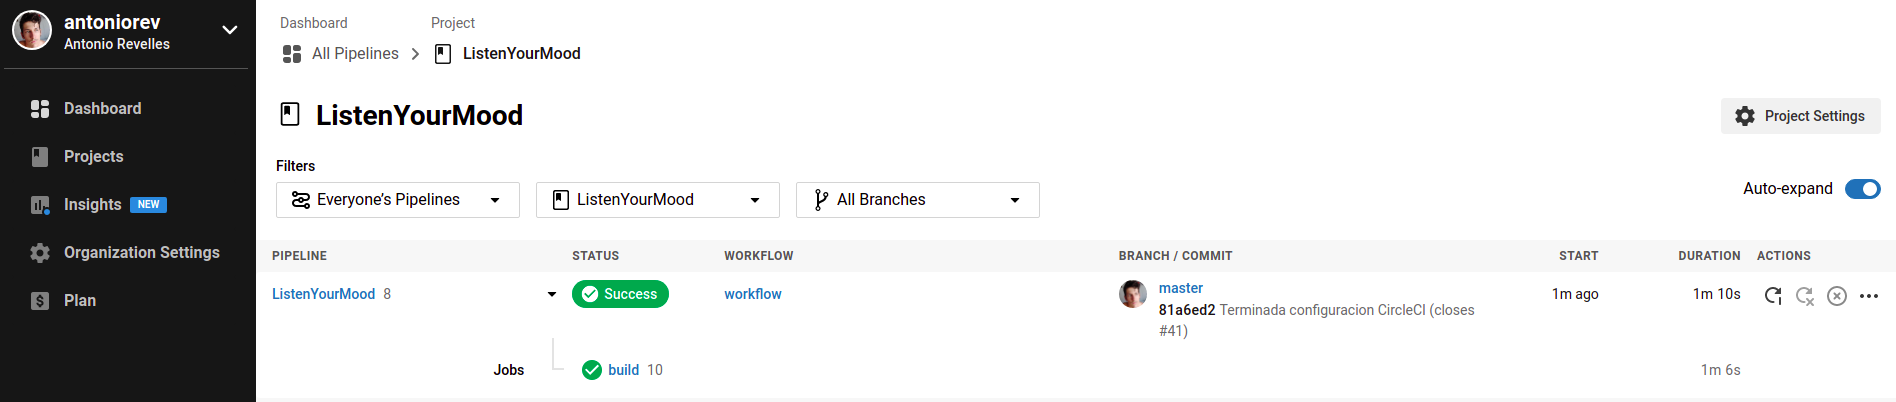 antoniorev
Antonio Revelles
Dashboard
Projects
Insights NEW
Organization Settings
Plan
Dashboard Project
All Pipelines ListenYourMood
ListenYourMood
Project Settings
Filters
Everyone’s Pipelines ListenYourMood All Branches
Auto-expand
PIPELINE STATUS WORKFLOW BRANCH / COMMIT START DURATION ACTIONS
ListenYourMood 8 Success workflow master 1m ago 1m 10s
81a6ed2 Terminada configuracion CircleCI (closes
#41)
Jobs build 10 1m 6s